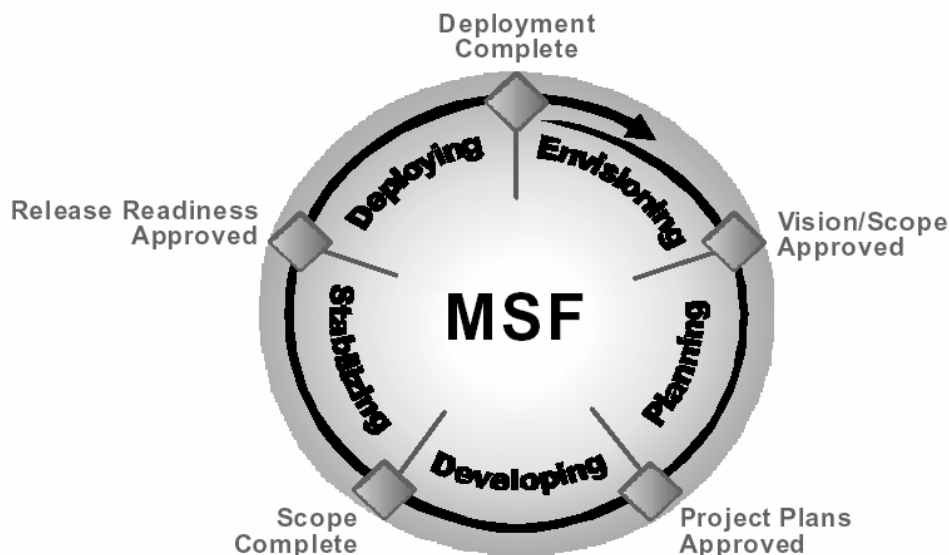 Deployment
Complete
Deploying
Envisioning
Release Readiness
Approved
Vision/Scope
Approved
MSF
Stabilizing
Planning
Developing
Scope
Complete
Project Plans
Approved